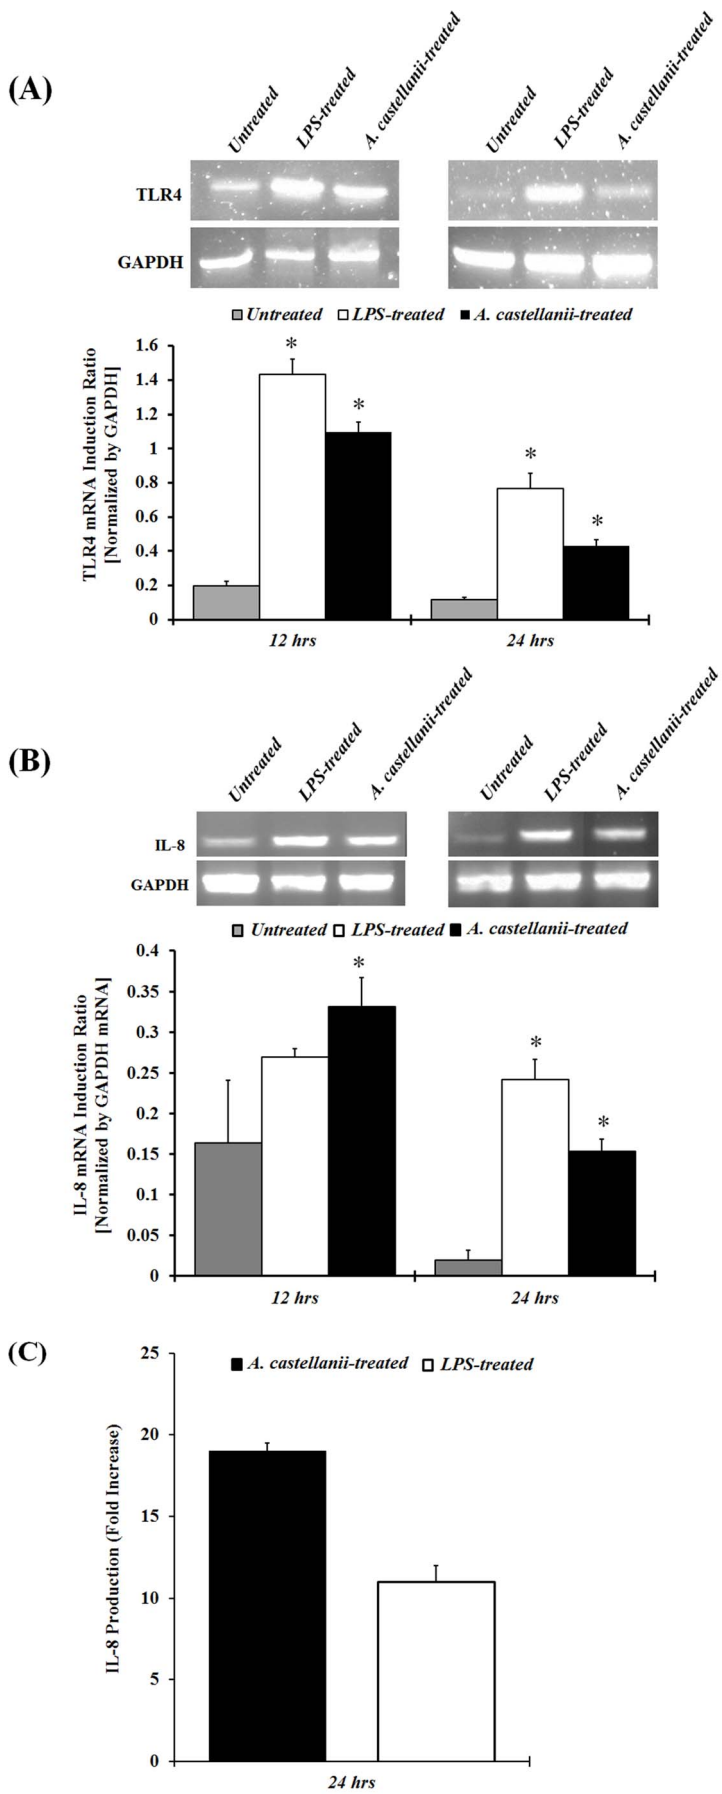 (A)
Untreated
LPS-treated
A. castellanii-treated
Untreated
LPS-treated
A. castellanii-treated
TLR4
GAPDH
Untreated LPS-treated A. castellanii-treated
TLR4 mRNA Induction Ratio
[Normalized by GAPDH]
1.6
1.4
1.2
1
0.8
0.6
0.4
0.2
0
*
*
*
*
12 hrs
24 hrs
(B)
Untreated
LPS-treated
A. castellanii-treated
Untreated
LPS-treated
A. castellanii-treated
IL-8
GAPDH
Untreated LPS-treated A. castellanii-treated
IL-8 mRNA Induction Ratio
[Normalized by GAPDH mRNA]
0.4
0.35
0.3
0.25
0.2
0.15
0.1
0.05
0
*
*
*
12 hrs
24 hrs
(C)
A. castellanii-treated LPS-treated
IL-8 Production (Fold Increase)
25
20
15
10
5
0
24 hrs